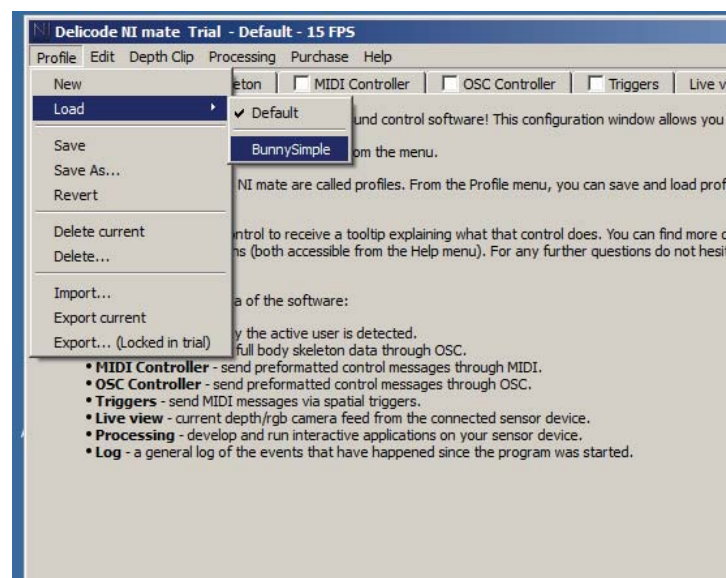 NI Delicode NI mate Trial - Default - 15 FPS
Profile Edit Depth Clip Processing Purchase Help
New
Load
Save
Save As...
Revert
Delete current
Delete...
Import...
Export current
Export... (Locked in trial)
Default
BunnySimple
eton MIDI Controller OSC Controller Triggers Live v
und control software! This configuration window allows you
om the menu.
NI mate are called profiles. From the Profile menu, you can save and load prof
ntrol to receive a tooltip explaining what that control does. You can find more
ns (both accessible from the Help menu). For any further questions do not hesi
a of the software:
y the active user is detected.
full body skeleton data through OSC.
• MIDI Controller - send preformatted control messages through MIDI.
• OSC Controller - send preformatted control messages through OSC.
• Triggers - send MIDI messages via spatial triggers.
• Live view - current depth/rgb camera feed from the connected sensor device.
• Processing - develop and run interactive applications on your sensor device.
• Log - a general log of the events that have happened since the program was started.